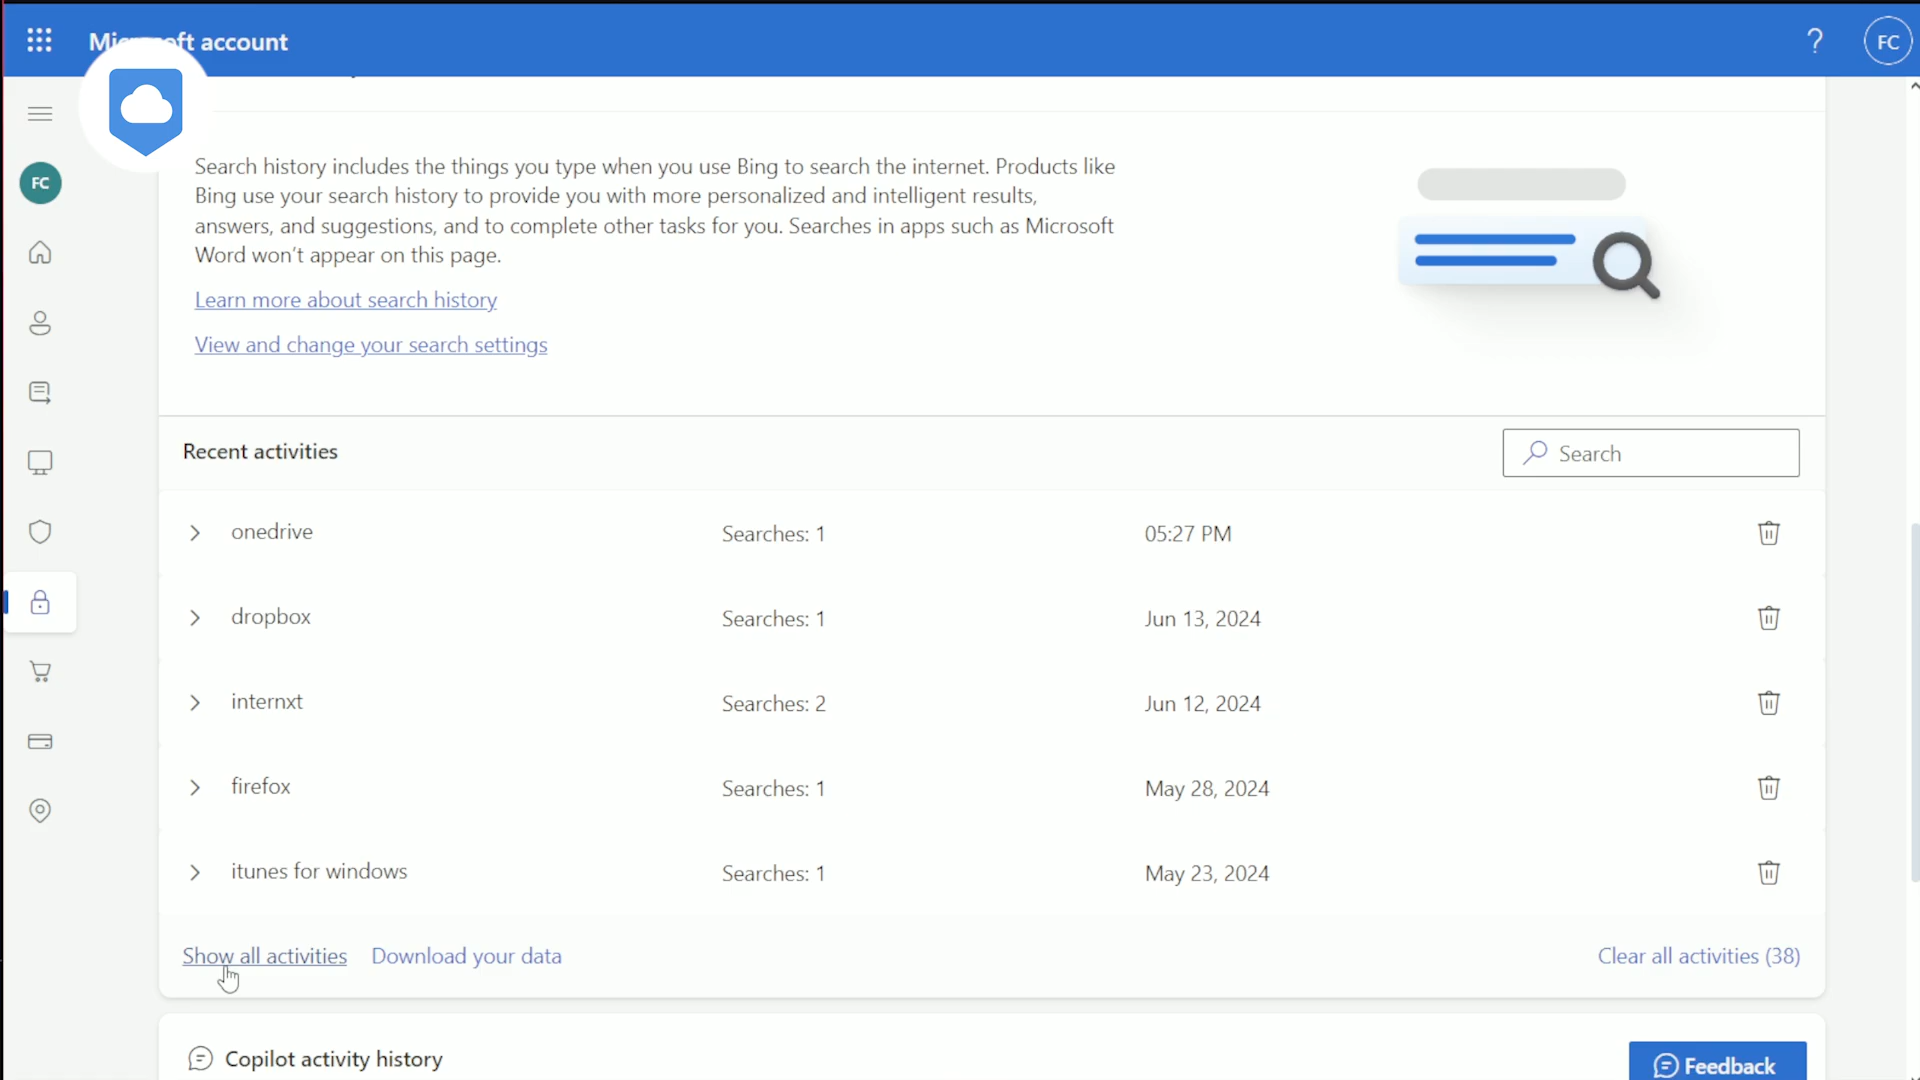 Microsoft account
?
FC
FC
Search history includes the things you type when you use Bing to search the internet. Products like
Bing use your search history to provide you with more personalized and intelligent results,
answers, and suggestions, and to complete other tasks for you. Searches in apps such as Microsoft
Word won't appear on this page.
Learn more about search history
View and change your search settings
Recent activities
Search
onedrive Searches: 1 05:27 PM
dropbox Searches: 1 Jun 13, 2024
internxt Searches: 2 Jun 12, 2024
firefox Searches: 1 May 28, 2024
itunes for windows Searches: 1 May 23, 2024
Show all activities Download your data Clear all activities (38)
Copilot activity history
Feedback